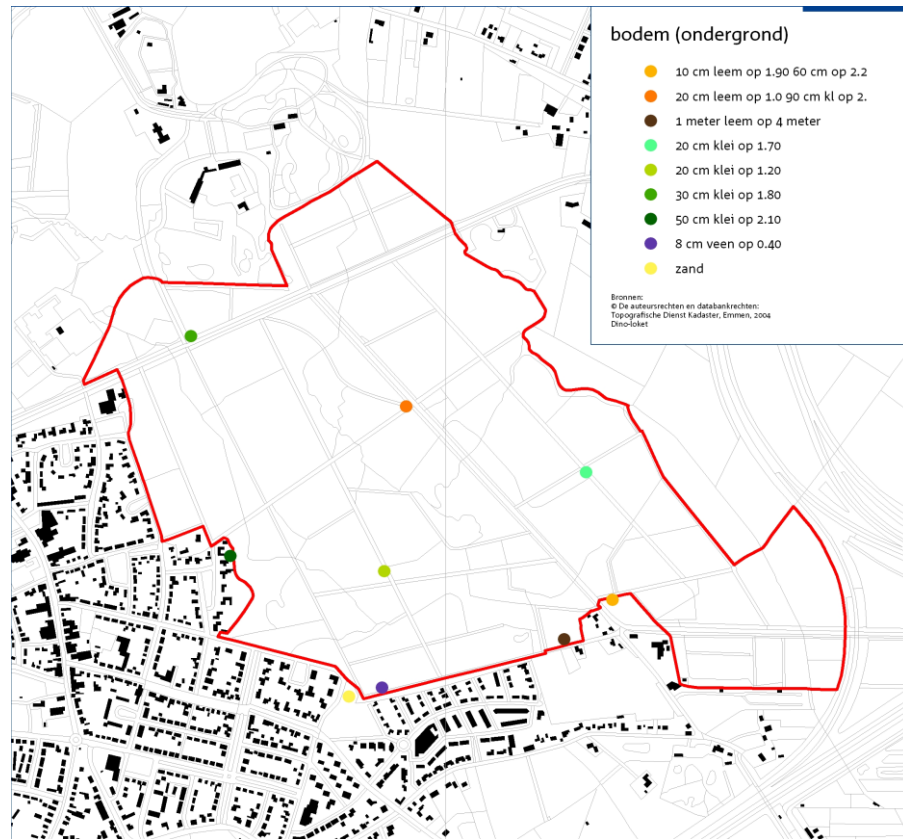 bodem (ondergrond)
10 cm leem op 1.90 60 cm op 2.2
20 cm leem op 1.0 90 cm kl op 2.
1 meter leem op 4 meter
20 cm klei op 1.70
20 cm klei op 1.20
30 cm klei op 1.80
50 cm klei op 2.10
8 cm veen op 0.40
zand
Bronnen:
© De auteursrechten en databankrechten:
Topografische Dienst Kadaster, Emmen, 2004
Dino-loket